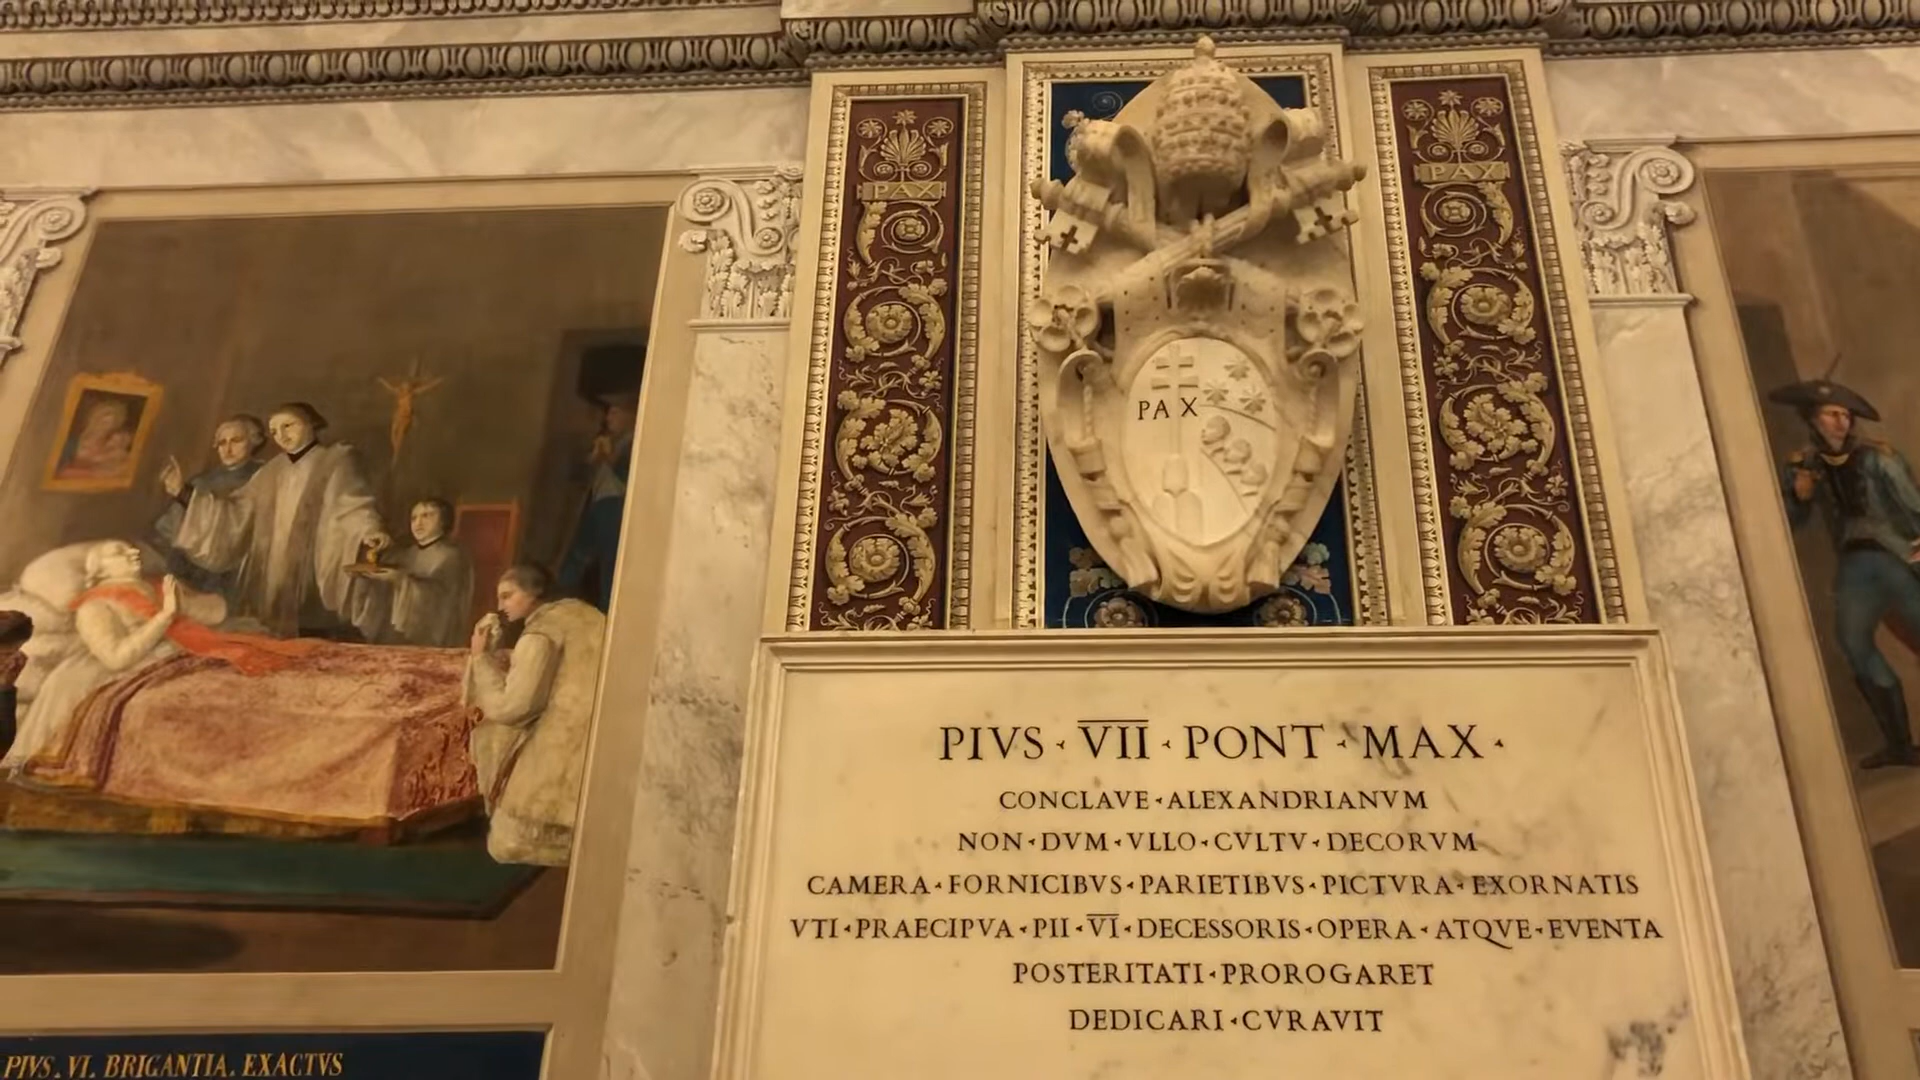 PAX
PAX
PA X
PIVS · VII · PONT · MAX ·
CONCLAVE · ALEXANDRIANVM
NON · DVM · VLLO · CVLTV · DECORVM
CAMERA · FORNICIBVS · PARIETIBVS · PICTVRA · EXORNATIS
VTI · PRAECIPVA · PII · VI · DECESSORIS · OPERA · ATQVE · EVENTA
POSTERITATI · PROROGARET
DEDICARI · CVRAVIT
PIVS. VI. BRIGANTIA. EXACTVS